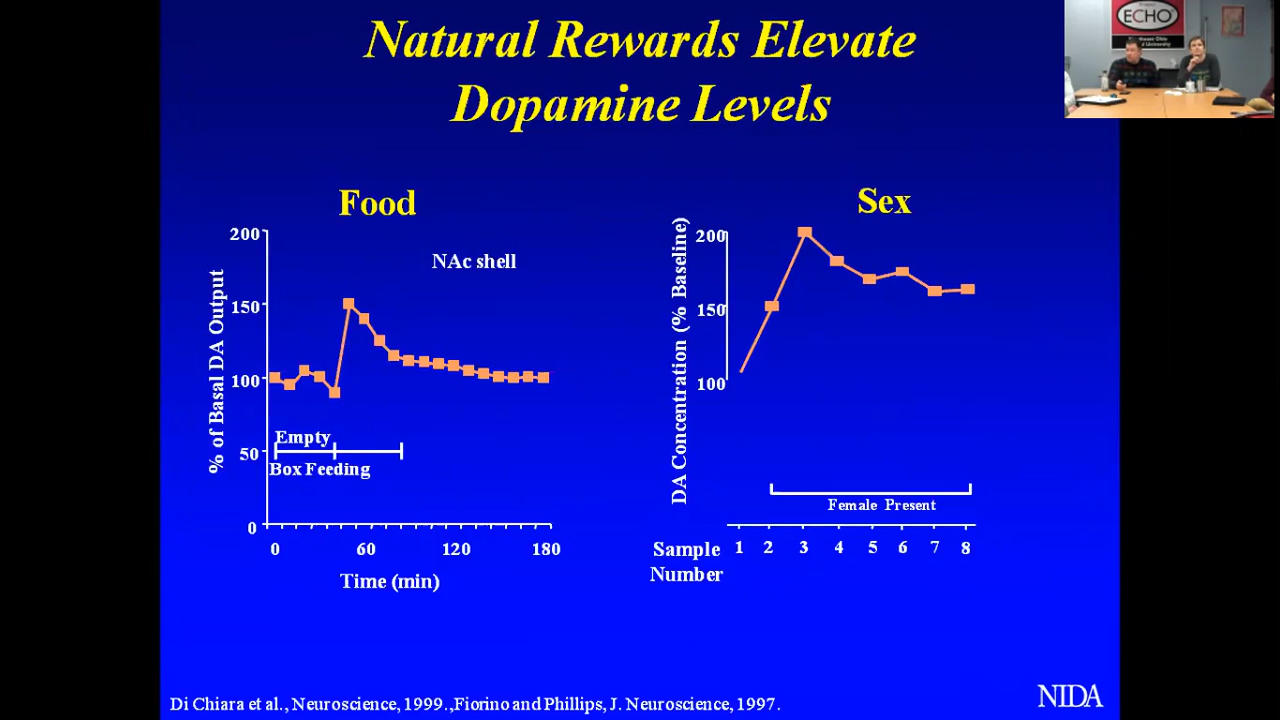 Natural Rewards Elevate
Dopamine Levels
ECHO
University
Food
Sex
% of Basal DA Output
200
150
100
50
0
NAc shell
Empty
Box Feeding
0 60 120 180
Time (min)
DA Concentration (% Baseline)
200
150
100
Female Present
Sample
Number
1 2 3 4 5 6 7 8
Di Chiara et al., Neuroscience, 1999.,Fiorino and Phillips, J. Neuroscience, 1997.
NIDA